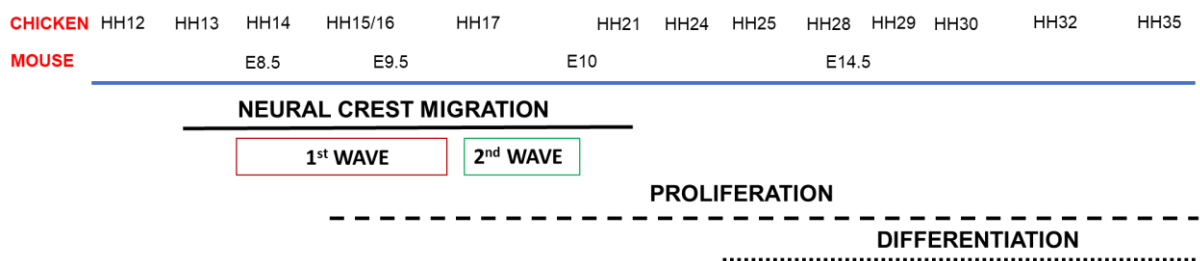 CHICKEN HH12 HH13 HH14 HH15/16 HH17 HH21 HH24 HH25 HH28 HH29 HH30 HH32 HH35
MOUSE E8.5 E9.5 E10 E14.5
NEURAL CREST MIGRATION
1st WAVE 2nd WAVE
PROLIFERATION
DIFFERENTIATION